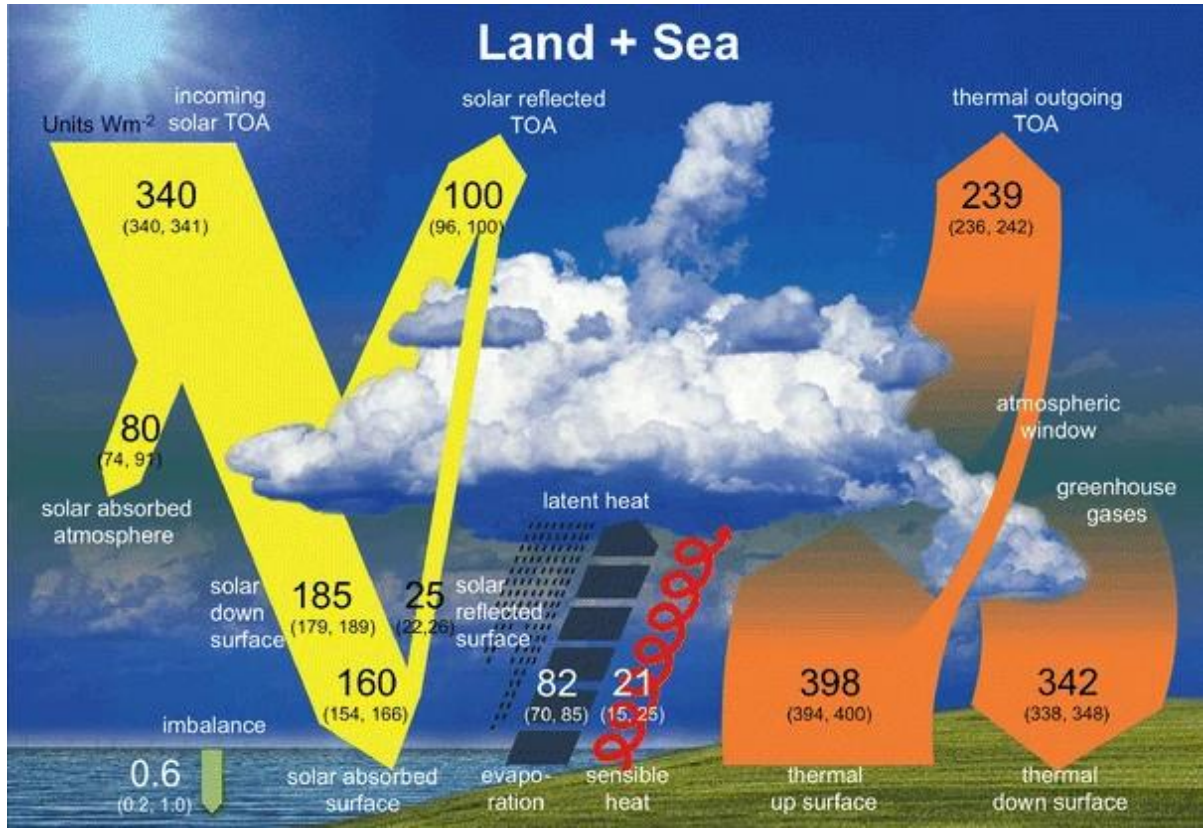 Land + Sea
incoming
solar TOA
Units Wm-2
solar reflected
TOA
thermal outgoing
TOA
340
(340, 341)
100
(96, 100)
239
(236, 242)
80
(74, 91)
solar absorbed
atmosphere
atmospheric
window
greenhouse
gases
latent heat
solar
down
surface
185
(179, 189)
25
(22,26)
solar
reflected
surface
160
(154, 166)
82
(70, 85)
21
(15, 25)
398
(394, 400)
342
(338, 348)
imbalance
0.6
(0.2, 1.0)
solar absorbed
surface
evapo-
ration
sensible
heat
thermal
up surface
thermal
down surface